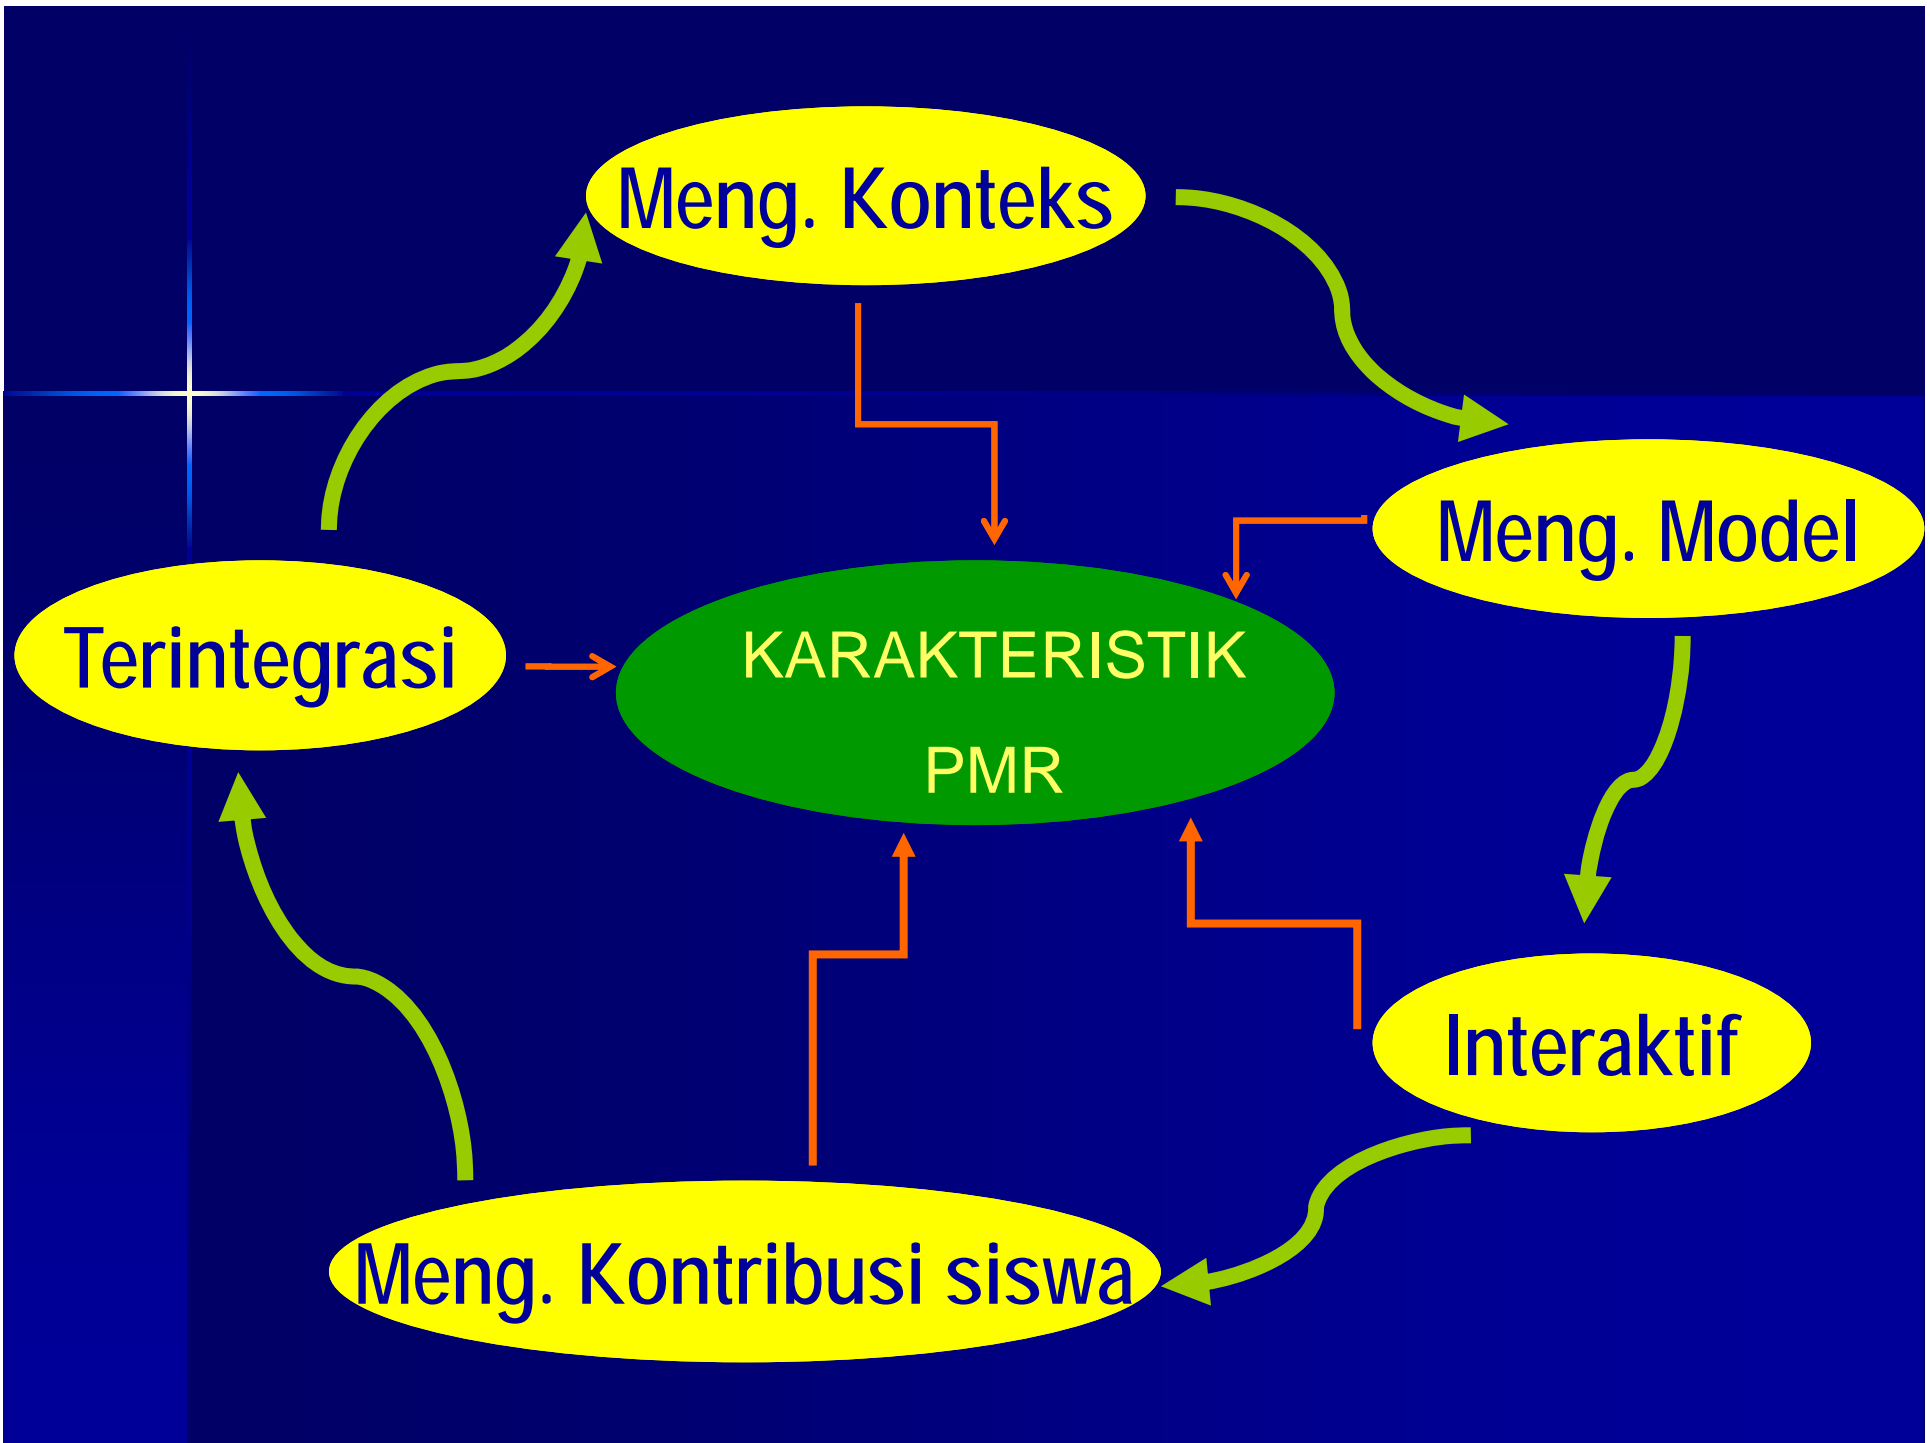 Meng. Konteks
Meng. Model
Terintegrasi
KARAKTERISTIK
PMR
Interaktif
Meng. Kontribusi siswa